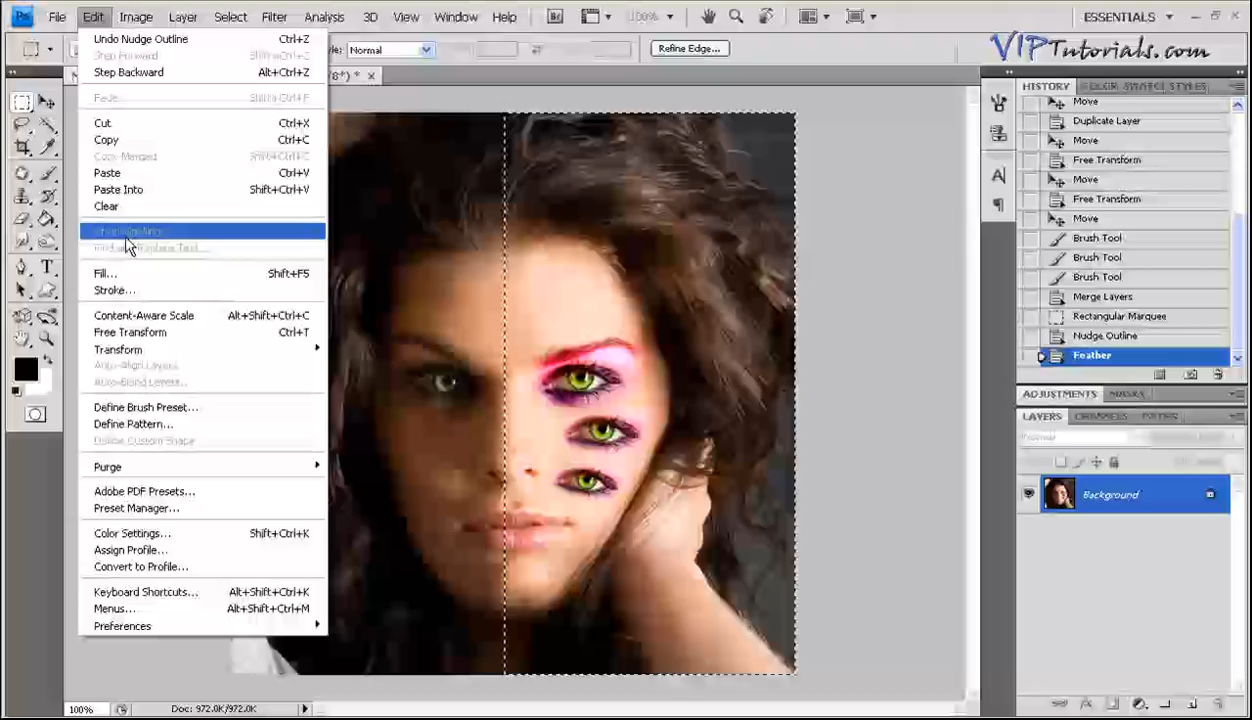 Ps File Edit Image Layer Select Filter Analysis 3D View Window Help Br 100% ESSENTIALS
Normal Refine Edge... VIPTutorials.com
8*) *
Undo Nudge Outline Ctrl+Z
Step Forward Shift+Ctrl+Z
Step Backward Alt+Ctrl+Z
Fade... Shift+Ctrl+F
Cut Ctrl+X
Copy Ctrl+C
Copy Merged Shift+Ctrl+C
Paste Ctrl+V
Paste Into Shift+Ctrl+V
Clear
Check Spelling...
Find and Replace Text...
Fill... Shift+F5
Stroke...
Content-Aware Scale Alt+Shift+Ctrl+C
Free Transform Ctrl+T
Transform
Auto-Align Layers...
Auto-Blend Layers...
Define Brush Preset...
Define Pattern...
Define Custom Shape...
Purge
Adobe PDF Presets...
Preset Manager...
Color Settings... Shift+Ctrl+K
Assign Profile...
Convert to Profile...
Keyboard Shortcuts... Alt+Shift+Ctrl+K
Menus... Alt+Shift+Ctrl+M
Preferences
HISTORY COLOR SWATCH STYLES
Move
Duplicate Layer
Move
Free Transform
Move
Free Transform
Move
Brush Tool
Brush Tool
Brush Tool
Merge Layers
Rectangular Marquee
Nudge Outline
Feather
ADJUSTMENTS MASKS
LAYERS CHANNELS PATHS
Normal
Background
100% Doc: 972.0K/972.0K